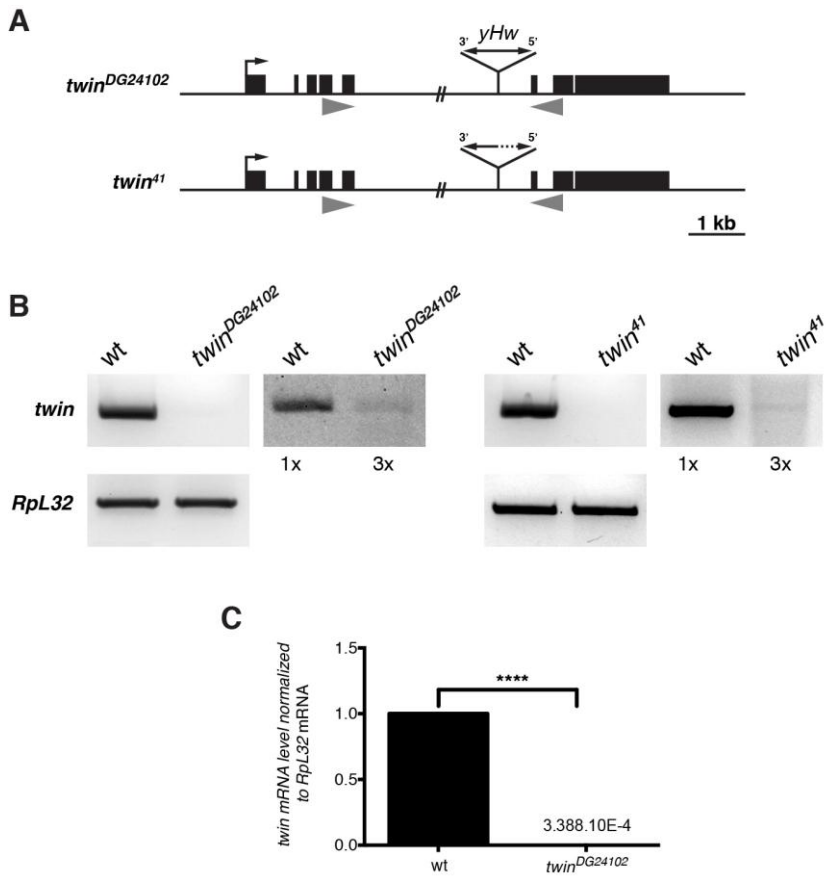 A
3' yHw 5'
twinDG24102
//
3' 5'
twin41
//
1 kb
B
wt twinDG24102 wt twinDG24102 wt twin41 wt twin41
twin
1x 3x 1x 3x
RpL32
C
twin mRNA level normalized
to RpL32 mRNA
1.5
1.0
0.5
0.0
****
3.388.10E-4
wt twinDG24102